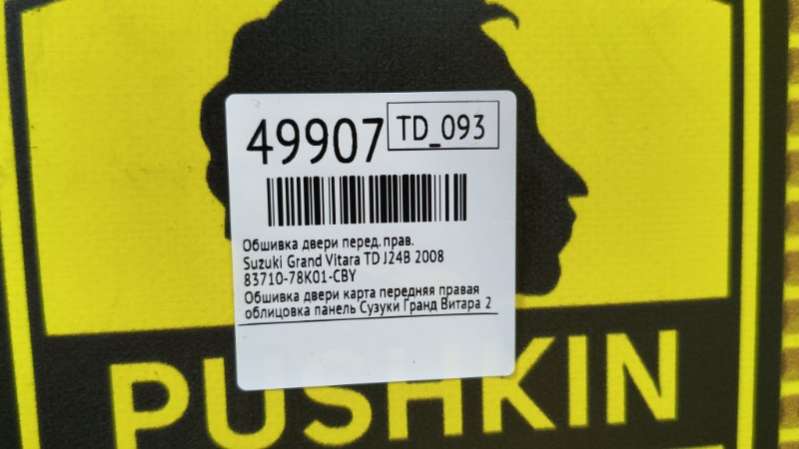 49907
TD_093
Обшивка двери перед. прав.
Suzuki Grand Vitara TD J24B 2008
83710-78K01-CBY
Обшивка двери карта передняя правая
облицовка панель Сузуки Гранд Витара 2
PUSHKIN